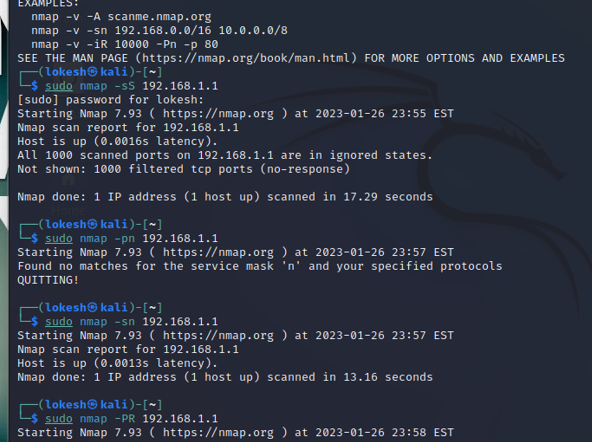 EXAMPLES:
nmap -v -A scanme.nmap.org
nmap -v -sn 192.168.0.0/16 10.0.0.0/8
nmap -v -iR 10000 -Pn -p 80
SEE THE MAN PAGE (https://nmap.org/book/man.html) FOR MORE OPTIONS AND EXAMPLES
┌──(lokesh㉿kali)-[~]
└─$ sudo nmap -sS 192.168.1.1
[sudo] password for lokesh:
Starting Nmap 7.93 ( https://nmap.org ) at 2023-01-26 23:55 EST
Nmap scan report for 192.168.1.1
Host is up (0.0016s latency).
All 1000 scanned ports on 192.168.1.1 are in ignored states.
Not shown: 1000 filtered tcp ports (no-response)
Nmap done: 1 IP address (1 host up) scanned in 17.29 seconds
┌──(lokesh㉿kali)-[~]
└─$ sudo nmap -pn 192.168.1.1
Starting Nmap 7.93 ( https://nmap.org ) at 2023-01-26 23:57 EST
Found no matches for the service mask 'n' and your specified protocols
QUITTING!
┌──(lokesh㉿kali)-[~]
└─$ sudo nmap -sn 192.168.1.1
Starting Nmap 7.93 ( https://nmap.org ) at 2023-01-26 23:57 EST
Nmap scan report for 192.168.1.1
Host is up (0.0013s latency).
Nmap done: 1 IP address (1 host up) scanned in 13.16 seconds
┌──(lokesh㉿kali)-[~]
└─$ sudo nmap -PR 192.168.1.1
Starting Nmap 7.93 ( https://nmap.org ) at 2023-01-26 23:58 EST